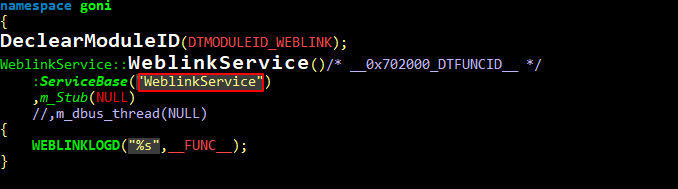 namespace goni
{
DeclearModuleID(DTMODULEID_WEBLINK);
WeblinkService::WeblinkService()/* __0x702000_DTFUNCID__ */
:ServiceBase("WeblinkService")
,m_Stub(NULL)
//,m_dbus_thread(NULL)
{
WEBLINKLOGD("%s",__FUNC__);
}